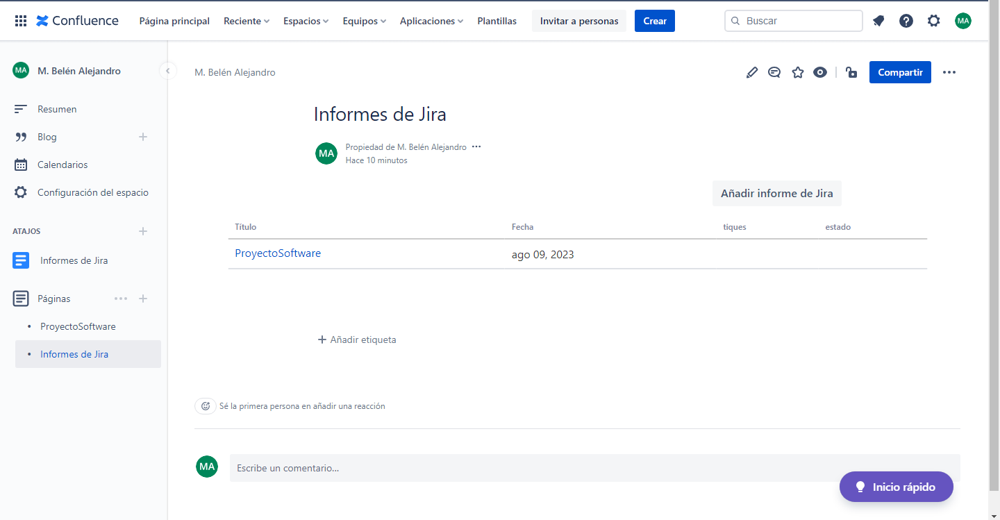 Confluence Página principal Reciente Espacios Equipos Aplicaciones Plantillas Invitar a personas Crear Buscar MA
MA M. Belén Alejandro
Resumen
Blog
Calendarios
Configuración del espacio
ATAJOS
Informes de Jira
Páginas
ProyectoSoftware
Informes de Jira
M. Belén Alejandro
Compartir
Informes de Jira
MA
Propiedad de M. Belén Alejandro
Hace 10 minutos
Añadir informe de Jira
Título Fecha tiques estado
ProyectoSoftware ago 09, 2023
Añadir etiqueta
Sé la primera persona en añadir una reacción
MA Escribe un comentario...
Inicio rápido